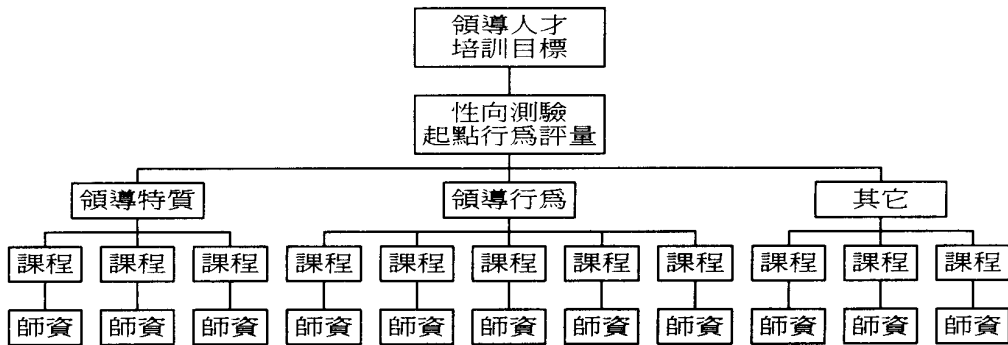 領導人才
培訓目標
性向測驗
起點行為評量
領導特質 領導行為 其它
課程 課程 課程 課程 課程 課程 課程 課程 課程 課程 課程
師資 師資 師資 師資 師資 師資 師資 師資 師資 師資 師資